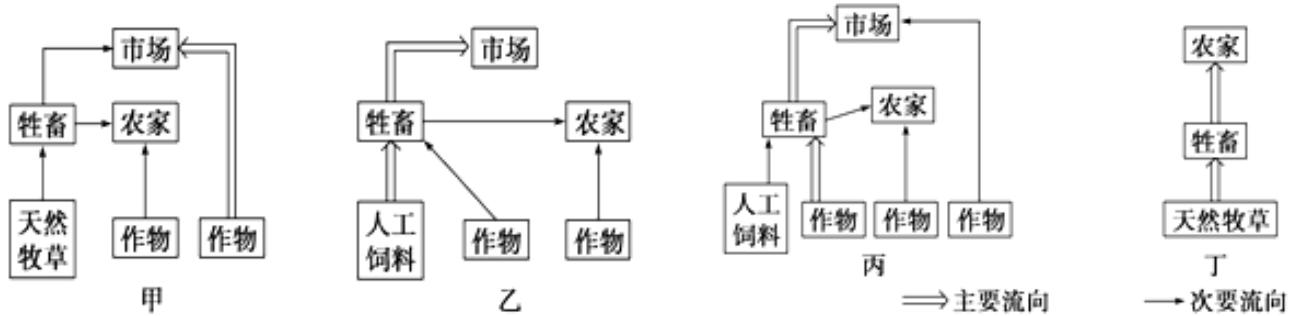 市场
牲畜
农家
天然
牧草
作物
作物
甲
市场
牲畜
农家
人工
饲料
作物
作物
乙
市场
牲畜
农家
人工
饲料
作物
作物
作物
丙
农家
牲畜
天然牧草
丁
主要流向
次要流向